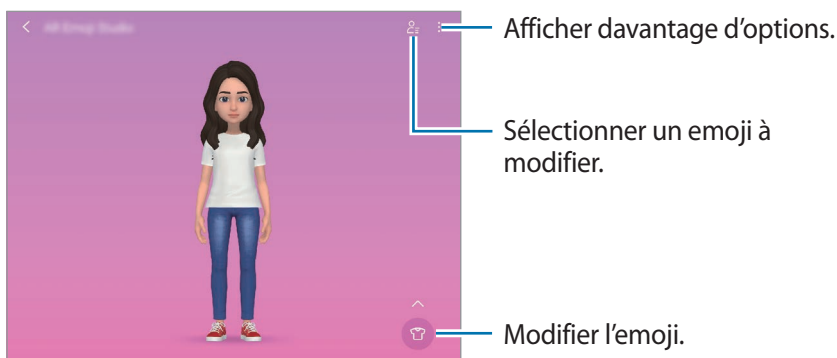 Afficher davantage d'options.
Sélectionner un emoji à
modifier.
Modifier l'emoji.